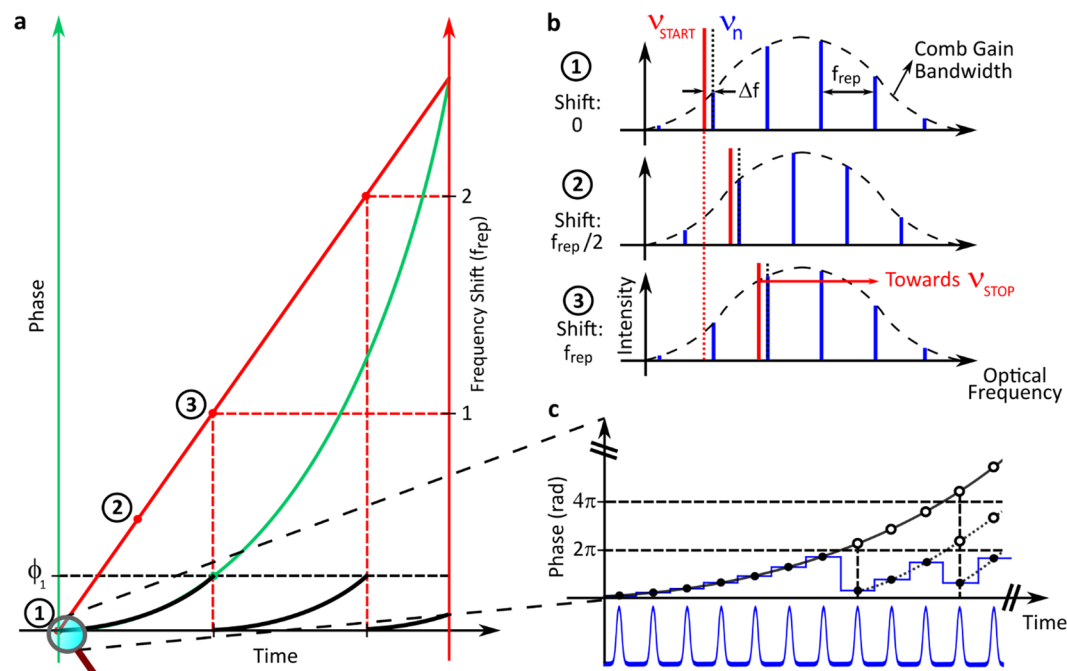 a
Phase
Frequency Shift (f_rep)
2
1
③
②
①
ϕ₁
Time
b
①
Shift:
0
ν_START
ν_n
Δf
f_rep
Comb Gain
Bandwidth
②
Shift:
f_rep/2
③
Shift:
f_rep
Intensity
Towards ν_STOP
Optical
Frequency
c
Phase (rad)
4π
2π
Time